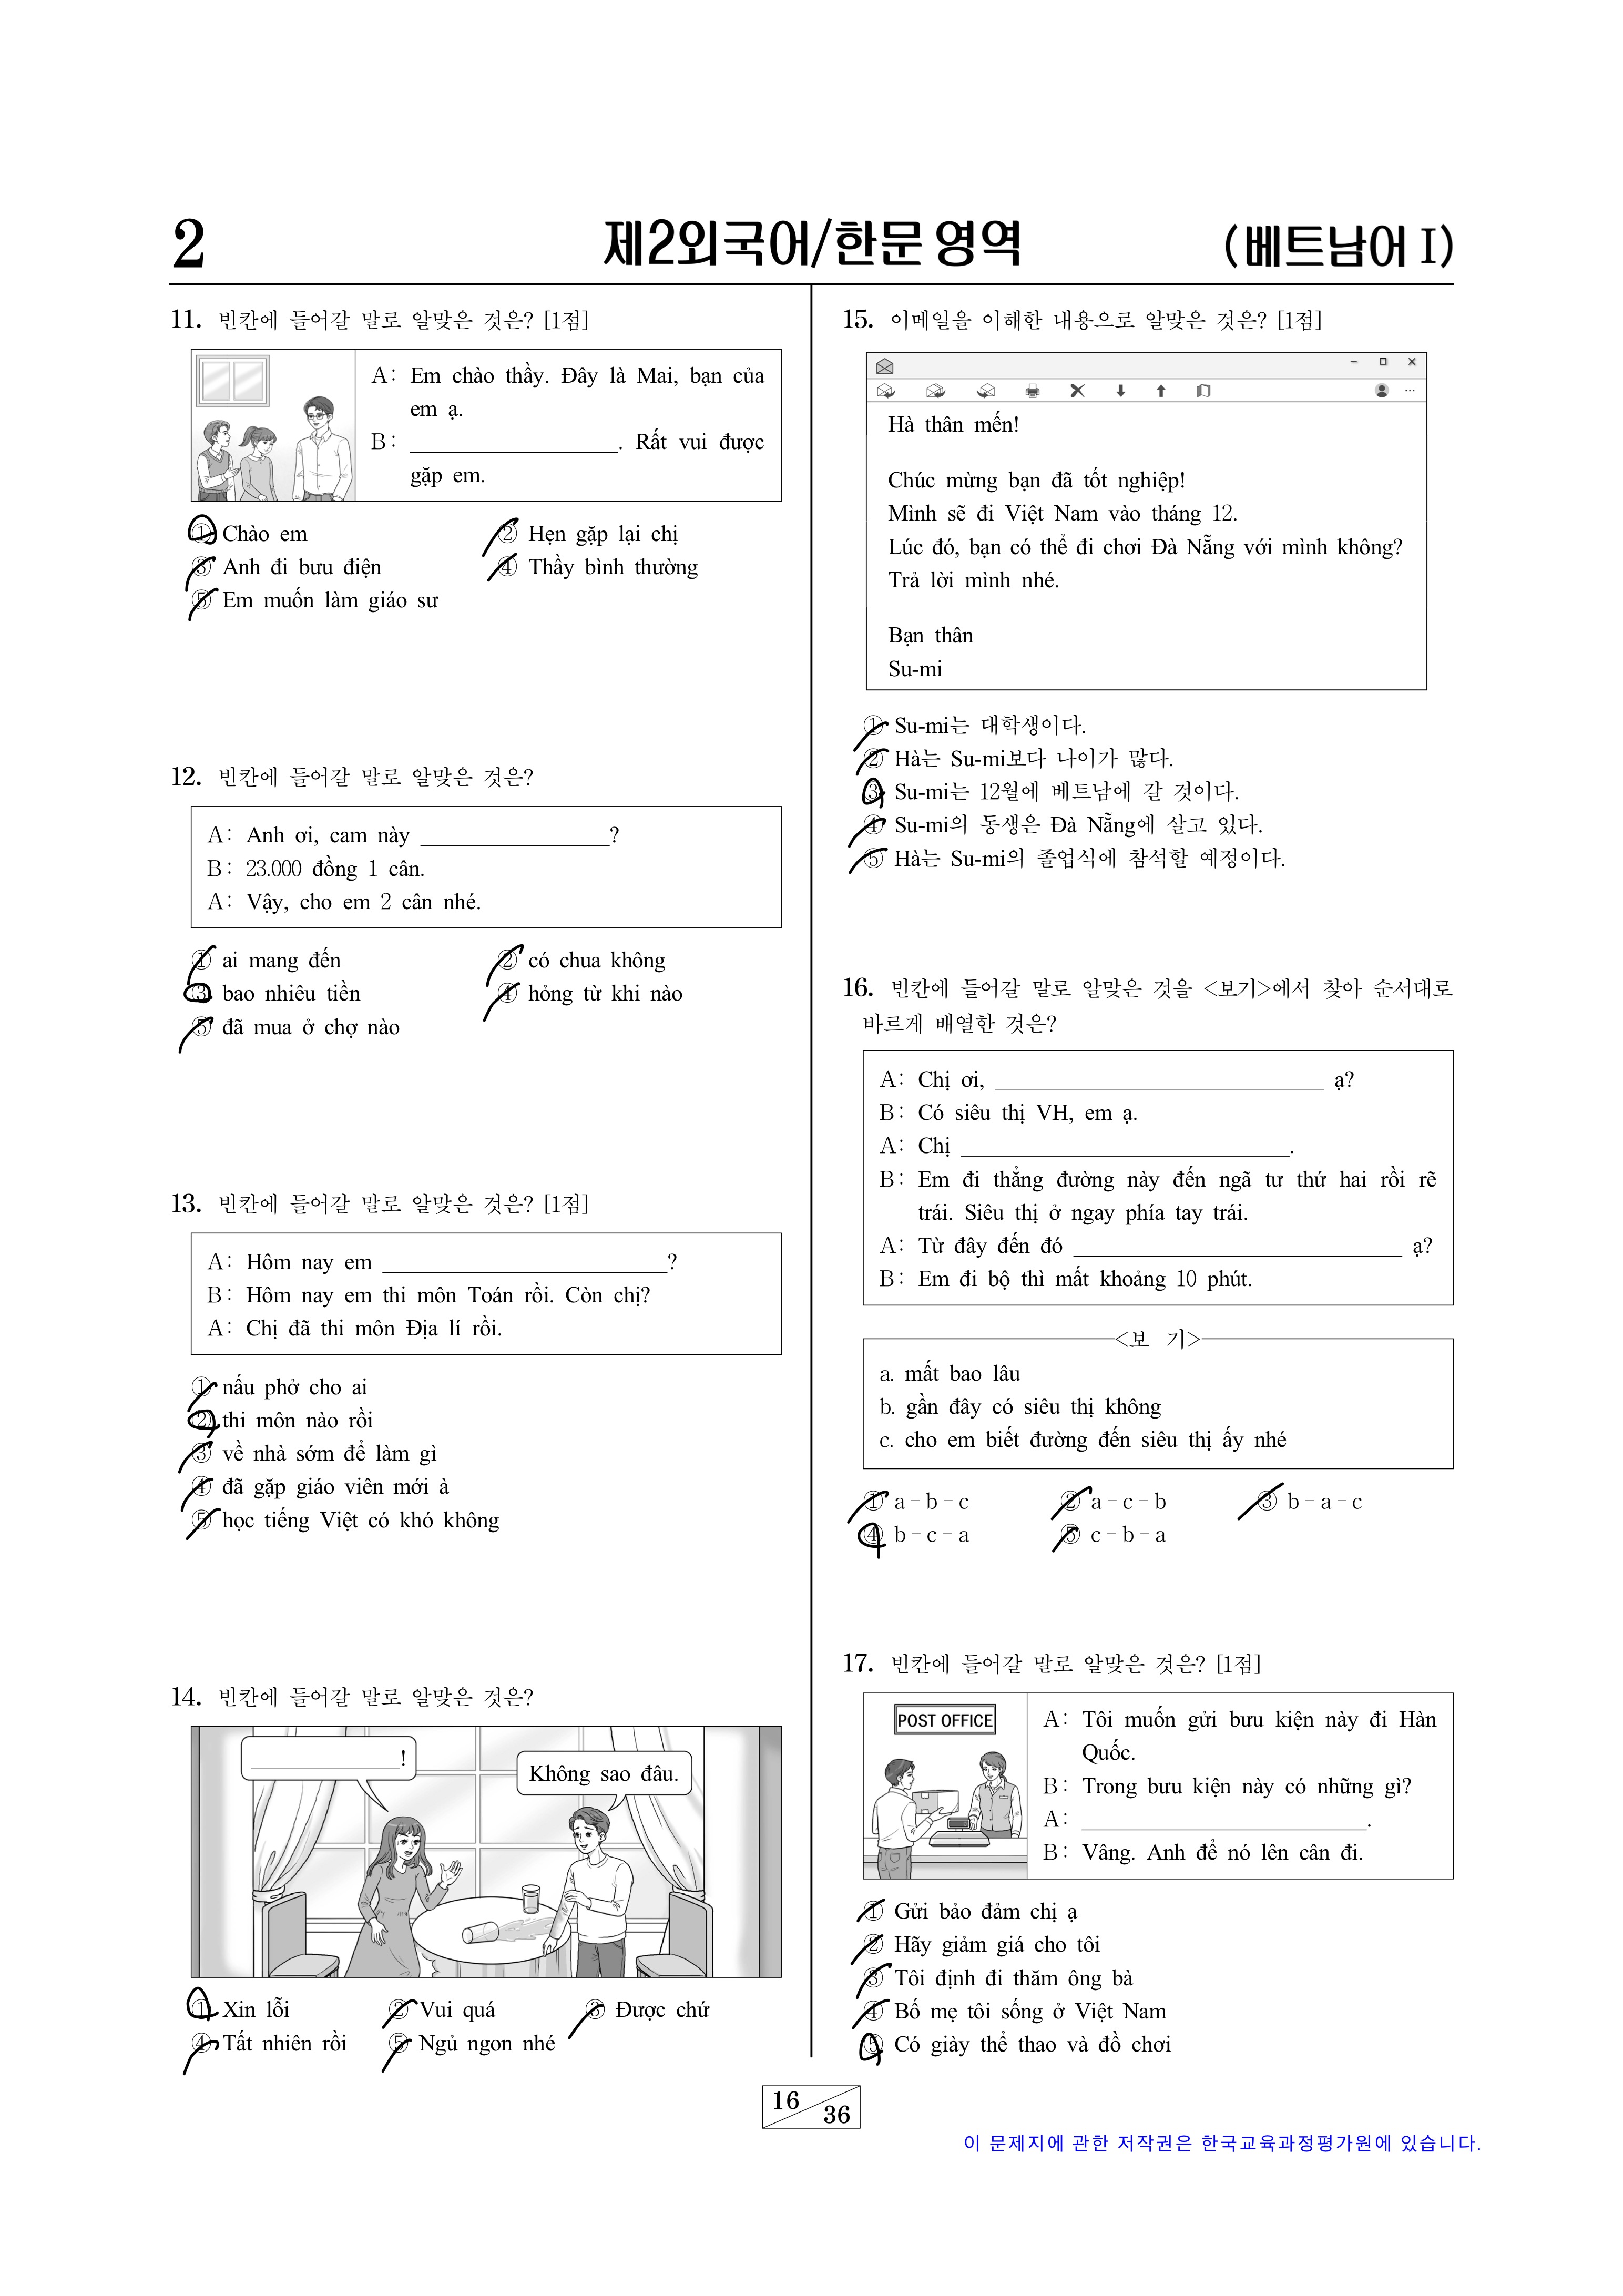 2
제2외국어/한문 영역
(베트남어 I)
11. 빈칸에 들어갈 말로 알맞은 것은? [1점]
A: Em chào thầy. Đây là Mai, bạn của
em ạ.
B: ____________. Rất vui được
gặp em.
① Chào em
② Hẹn gặp lại chị
③ Anh đi bưu điện
④ Thầy bình thường
⑤ Em muốn làm giáo sư
12. 빈칸에 들어갈 말로 알맞은 것은?
A: Anh ơi, cam này ____________?
B: 23.000 đồng 1 cân.
A: Vậy, cho em 2 cân nhé.
① ai mang đến
② có chua không
③ bao nhiêu tiền
④ hỏng từ khi nào
⑤ đã mua ở chợ nào
13. 빈칸에 들어갈 말로 알맞은 것은? [1점]
A: Hôm nay em ____________?
B: Hôm nay em thi môn Toán rồi. Còn chị?
A: Chị đã thi môn Địa lí rồi.
① nấu phở cho ai
② thi môn nào rồi
③ về nhà sớm để làm gì
④ đã gặp giáo viên mới à
⑤ học tiếng Việt có khó không
14. 빈칸에 들어갈 말로 알맞은 것은?
____________!
Không sao đâu.
① Xin lỗi
② Vui quá
③ Được chứ
④ Tất nhiên rồi
⑤ Ngủ ngon nhé
15. 이메일을 이해한 내용으로 알맞은 것은? [1점]
Hà thân mến!
Chúc mừng bạn đã tốt nghiệp!
Mình sẽ đi Việt Nam vào tháng 12.
Lúc đó, bạn có thể đi chơi Đà Nẵng với mình không?
Trả lời mình nhé.
Bạn thân
Su-mi
① Su-mi는 대학생이다.
② Hà는 Su-mi보다 나이가 많다.
③ Su-mi는 12월에 베트남에 갈 것이다.
④ Su-mi의 동생은 Đà Nẵng에 살고 있다.
⑤ Hà는 Su-mi의 졸업식에 참석할 예정이다.
16. 빈칸에 들어갈 말로 알맞은 것을 <보기>에서 찾아 순서대로
바르게 배열한 것은?
A: Chị ơi, ____________ ạ?
B: Có siêu thị VH, em ạ.
A: Chị ____________.
B: Em đi thẳng đường này đến ngã tư thứ hai rồi rẽ
trái. Siêu thị ở ngay phía tay trái.
A: Từ đây đến đó ____________ ạ?
B: Em đi bộ thì mất khoảng 10 phút.
<보 기>
a. mất bao lâu
b. gần đây có siêu thị không
c. cho em biết đường đến siêu thị ấy nhé
① a-b-c
② a-c-b
③ b-a-c
④ b-c-a
⑤ c-b-a
17. 빈칸에 들어갈 말로 알맞은 것은? [1점]
POST OFFICE
A: Tôi muốn gửi bưu kiện này đi Hàn
Quốc.
B: Trong bưu kiện này có những gì?
A: ____________.
B: Vâng. Anh để nó lên cân đi.
① Gửi bảo đảm chị ạ
② Hãy giảm giá cho tôi
③ Tôi định đi thăm ông bà
④ Bố mẹ tôi sống ở Việt Nam
⑤ Có giày thể thao và đồ chơi
16
36
이 문제지에 관한 저작권은 한국교육과정평가원에 있습니다.